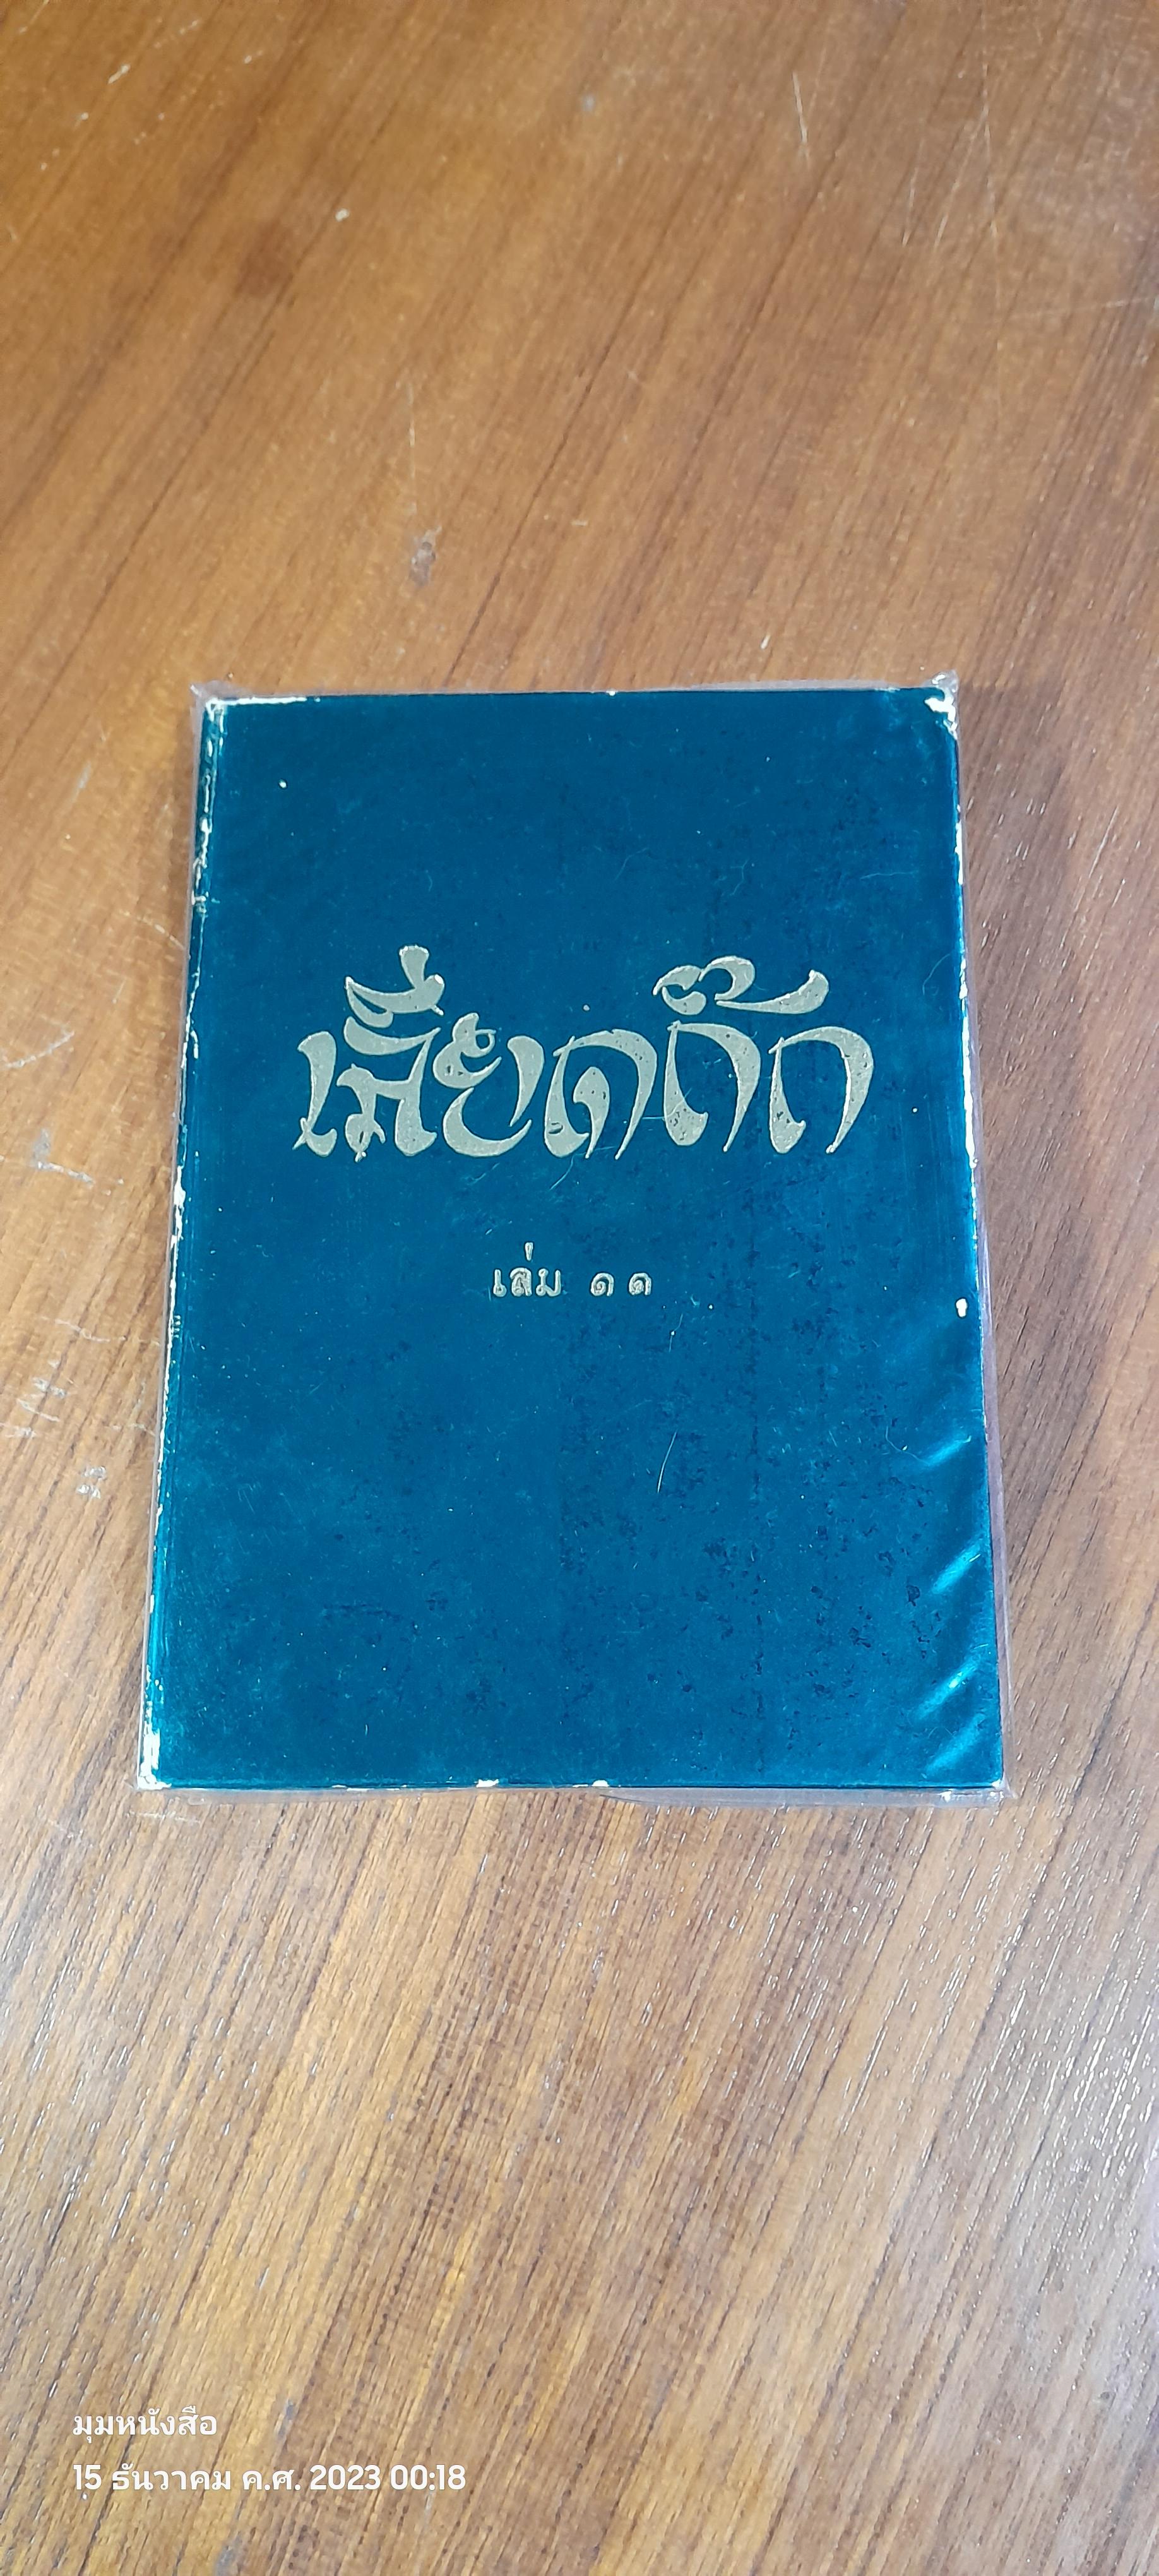 เมี่ยดก๊ก
เล่ม ๑๑
มุมหนังสือ
15 ธันวาคม ค.ศ. 2023 00:18